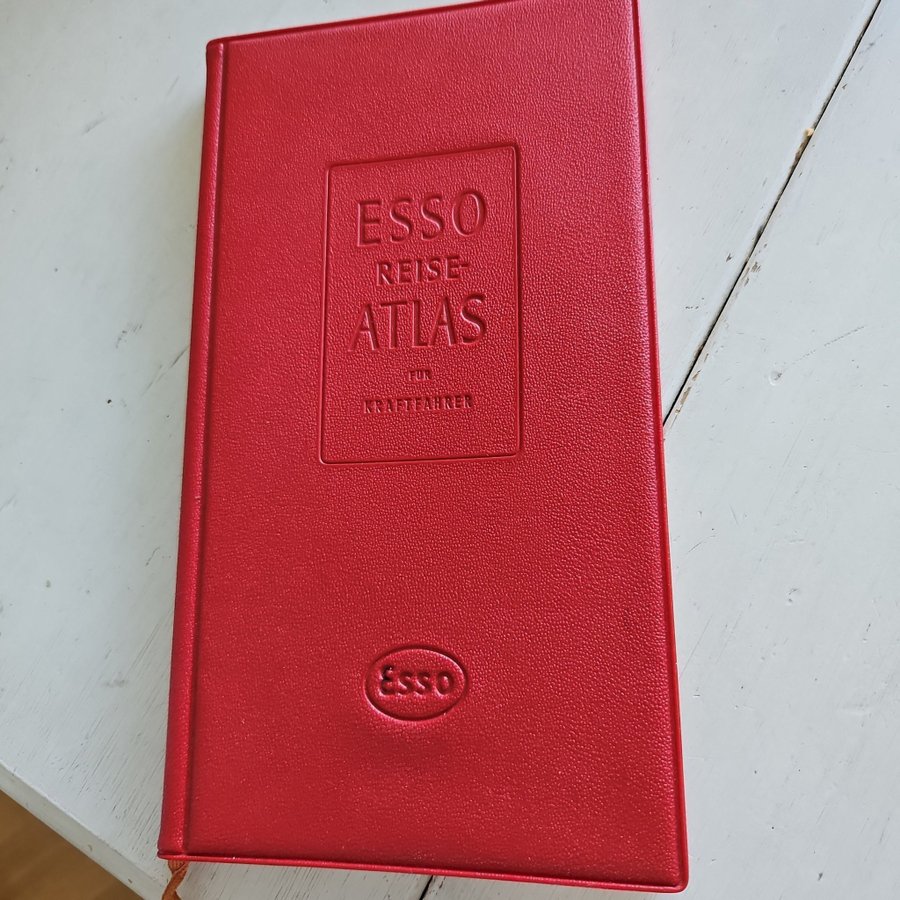 ESSO
REISE-
ATLAS
FÜR
KRAFTFAHRER
Esso